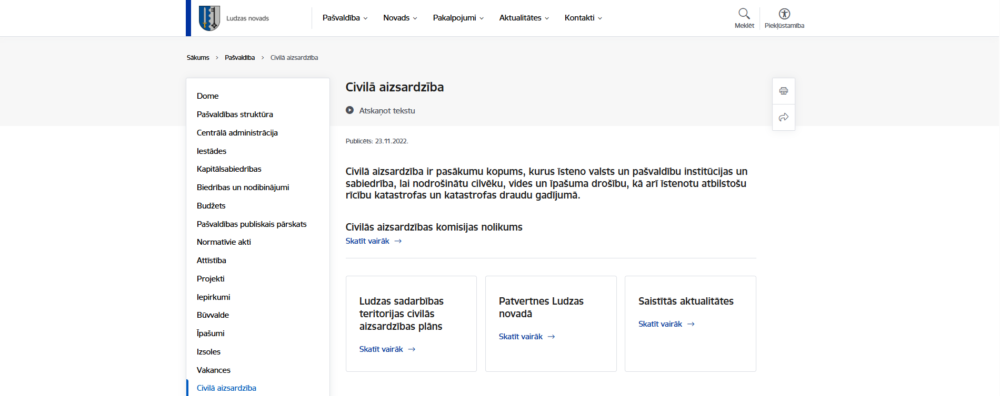 Ludzas novads
Pašvaldība
Novads
Pakalpojumi
Aktualitātes
Kontakti
Meklēt
Piekļūstamība
Sākums > Pašvaldība > Civilā aizsardzība
Dome
Pašvaldības struktūra
Centrālā administrācija
Iestādes
Kapitālsabiedrības
Biedrības un nodibinājumi
Budžets
Pašvaldības publiskais pārskats
Normatīvie akti
Attīstība
Projekti
Iepirkumi
Būvvalde
Īpašumi
Izsoles
Vakances
Civilā aizsardzība
Civilā aizsardzība
Atskaņot tekstu
Publicēts: 23.11.2022.
Civilā aizsardzība ir pasākumu kopums, kurus īsteno valsts un pašvaldību institūcijas un
sabiedrība, lai nodrošinātu cilvēku, vides un īpašuma drošību, kā arī īstenotu atbilstošu
rīcību katastrofas un katastrofas draudu gadījumā.
Civilās aizsardzības komisijas nolikums
Skatīt vairāk →
Ludzas sadarbības
teritorijas civilās
aizsardzības plāns
Skatīt vairāk →
Patvertnes Ludzas
novadā
Skatīt vairāk →
Saistītās aktualitātes
Skatīt vairāk →